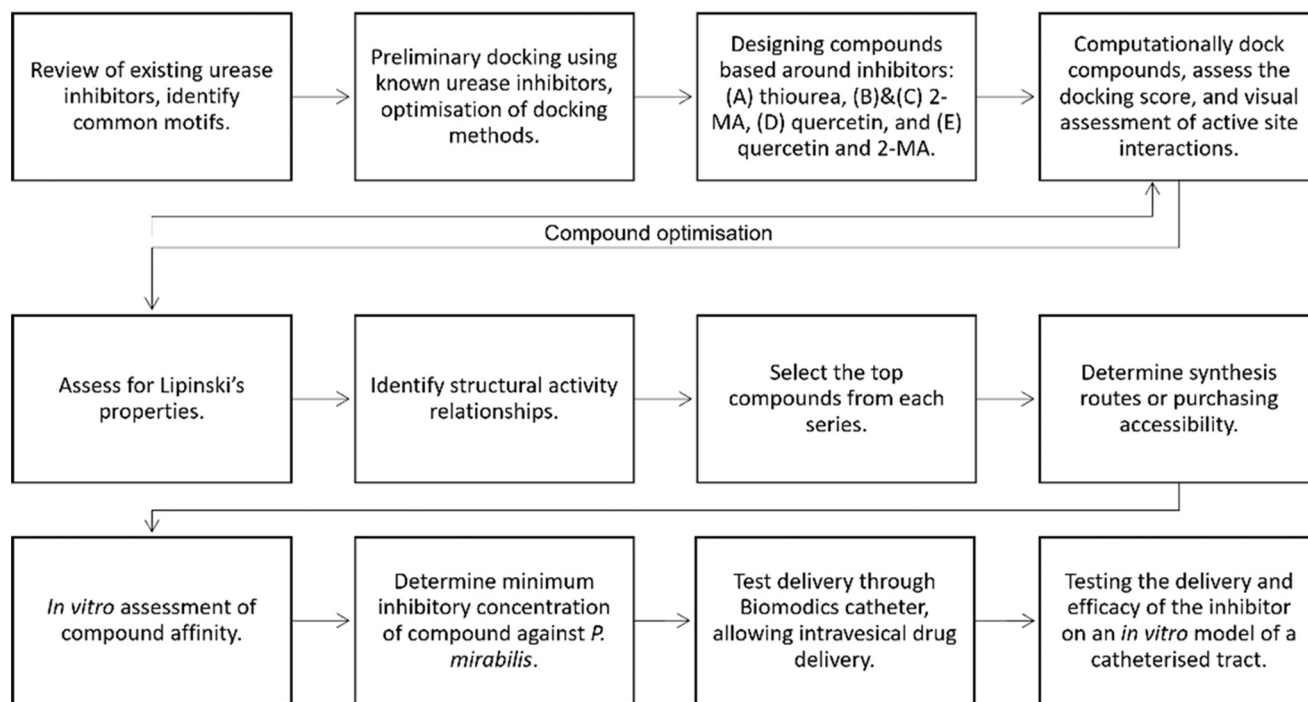 Review of existing urease
inhibitors, identify
common motifs.
Preliminary docking using
known urease inhibitors,
optimisation of docking
methods.
Designing compounds
based around inhibitors:
(A) thiourea, (B)&(C) 2-
MA, (D) quercetin, and (E)
quercetin and 2-MA.
Computationally dock
compounds, assess the
docking score, and visual
assessment of active site
interactions.
Compound optimisation
Assess for Lipinski's
properties.
Identify structural activity
relationships.
Select the top
compounds from each
series.
Determine synthesis
routes or purchasing
accessibility.
In vitro assessment of
compound affinity.
Determine minimum
inhibitory concentration
of compound against P.
mirabilis.
Test delivery through
Biomodics catheter,
allowing intravesical drug
delivery.
Testing the delivery and
efficacy of the inhibitor
on an in vitro model of a
catheterised tract.